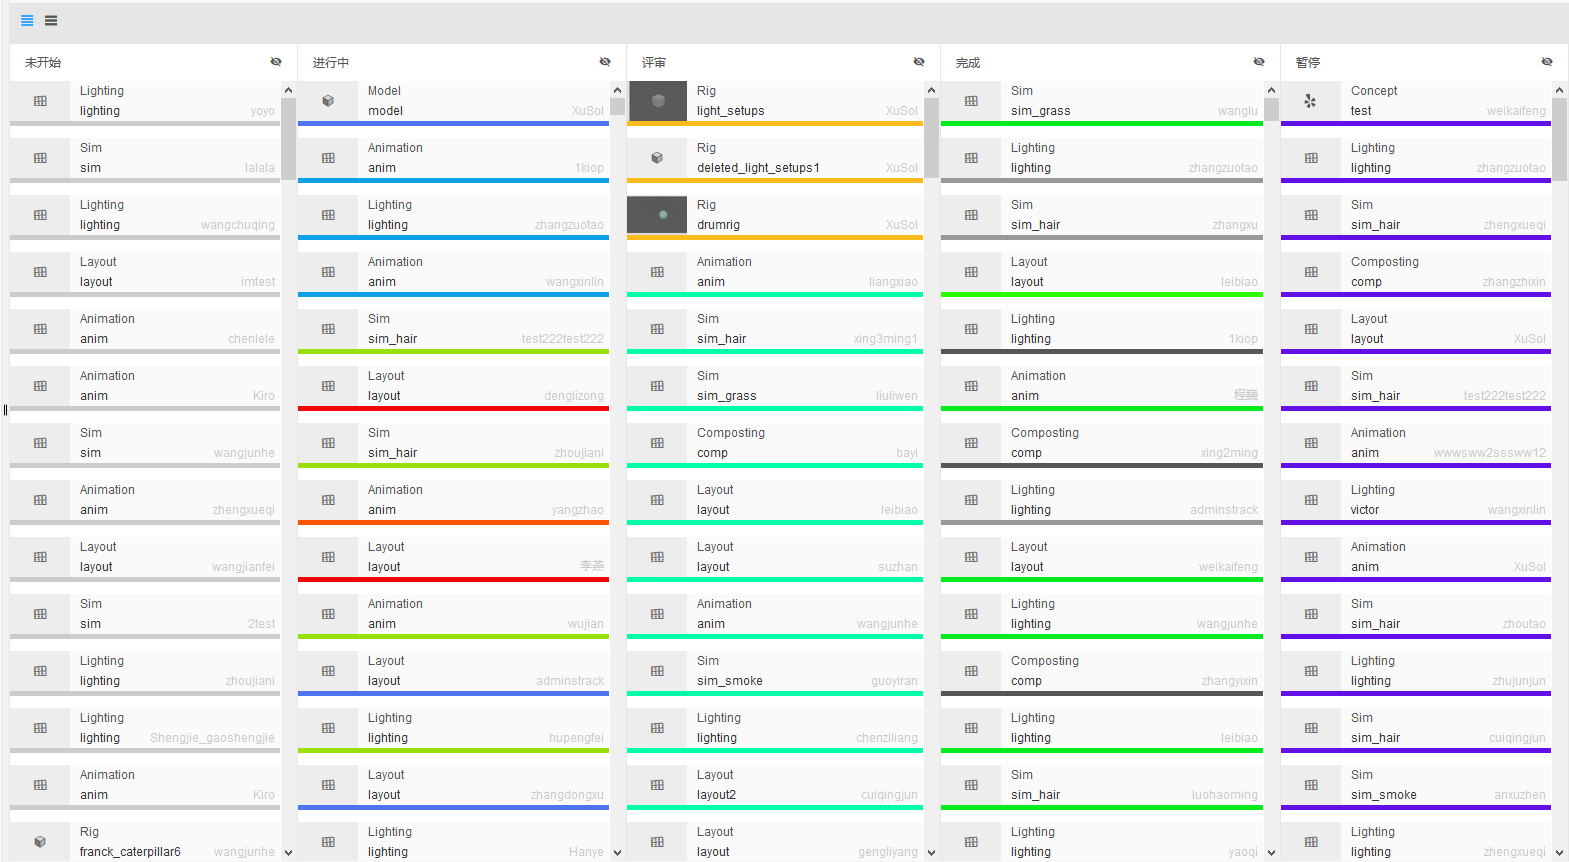 未开始
Lighting
lighting yoyo
Sim
sim lalala
Lighting
lighting wangchuqing
Layout
layout imtest
Animation
anim chenlele
Animation
anim Kiro
Sim
sim wangjunhe
Animation
anim zhengxueqi
Layout
layout wangjianfei
Sim
sim 2test
Lighting
lighting zhoujiani
Lighting
lighting Shengjie_gaoshengjie
Animation
anim Kiro
Rig
franck_caterpillar6 wangjunhe
进行中
Model
model XuSol
Animation
anim 1kiop
Lighting
lighting zhangzuotao
Animation
anim wangxinlin
Sim
sim_hair test222test222
Layout
layout denglizong
Sim
sim_hair zhoujiani
Animation
anim yangzhao
Layout
layout 李燕
Animation
anim wujian
Layout
layout adminstrack
Lighting
lighting hupengfei
Layout
layout zhangdongxu
Lighting
lighting Hanye
评审
Rig
light_setups XuSol
Rig
deleted_light_setups1 XuSol
Rig
drumrig XuSol
Animation
anim liangxiao
Sim
sim_hair xing3ming1
Sim
sim_grass liuliwen
Composting
comp bayi
Layout
layout leibiao
Layout
layout suzhan
Animation
anim wangjunhe
Sim
sim_smoke guoyiran
Lighting
lighting chenziliang
Layout
layout2 cuiqingjun
Layout
layout gengliyang
完成
Sim
sim_grass wanglu
Lighting
lighting zhangzuotao
Sim
sim_hair zhangxu
Layout
layout leibiao
Lighting
lighting 1kiop
Animation
anim 程巍
Composting
comp xing2ming
Lighting
lighting adminstrack
Layout
layout weikaifeng
Lighting
lighting wangjunhe
Composting
comp zhangyixin
Lighting
lighting leibiao
Sim
sim_hair luohaoming
Lighting
lighting yaoqi
暂停
Concept
test weikaifeng
Lighting
lighting zhangzuotao
Sim
sim_hair zhengxueqi
Composting
comp zhangzhixin
Layout
layout XuSol
Sim
sim_hair test222test222
Animation
anim wwwsww2sssww12
Lighting
victor wangxinlin
Animation
anim XuSol
Sim
sim_hair zhoutao
Lighting
lighting zhujunjun
Sim
sim_hair cuiqingjun
Sim
sim_smoke anxuzhen
Lighting
lighting zhengxueqi